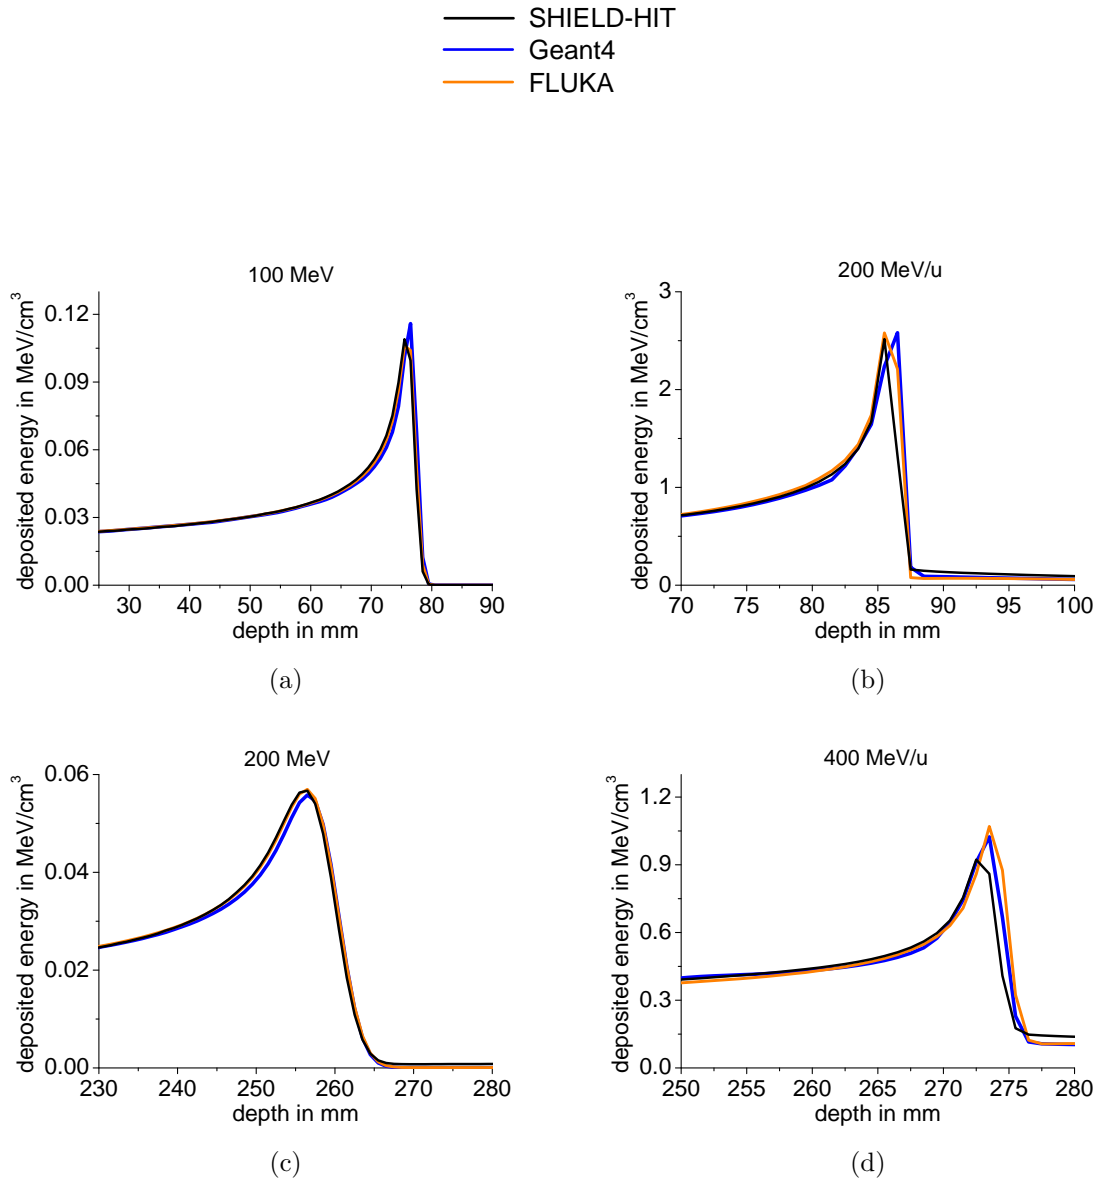 SHIELD-HIT
Geant4
FLUKA
100 MeV
deposited energy in MeV/cm³
0.12
0.09
0.06
0.03
0.00
30 40 50 60 70 80 90
depth in mm
(a)
200 MeV/u
deposited energy in MeV/cm³
3
2
1
0
70 75 80 85 90 95 100
depth in mm
(b)
200 MeV
deposited energy in MeV/cm³
0.06
0.04
0.02
0.00
230 240 250 260 270 280
depth in mm
(c)
400 MeV/u
deposited energy in MeV/cm³
1.2
0.9
0.6
0.3
0.0
250 255 260 265 270 275 280
depth in mm
(d)